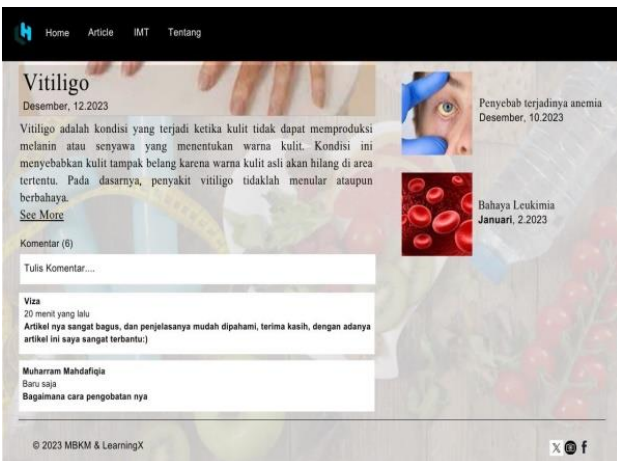 Home Article IMT Tentang
Vitiligo
Desember, 12.2023
Vitiligo adalah kondisi yang terjadi ketika kulit tidak dapat memproduksi
melanin atau senyawa yang menentukan warna kulit. Kondisi ini
menyebabkan kulit tampak belang karena warna kulit asli akan hilang di area
tertentu. Pada dasarnya, penyakit vitiligo tidaklah menular ataupun
berbahaya.
See More
Komentar (6)
Tulis Komentar....
Viza
20 menit yang lalu
Artikel nya sangat bagus, dan penjelasanya mudah dipahami, terima kasih, dengan adanya
artikel ini saya sangat terbantu:)
Muharram Mahdafiqia
Baru saja
Bagaimana cara pengobatan nya
Penyebab terjadinya anemia
Desember, 10.2023
Bahaya Leukimia
Januari, 2.2023
© 2023 MBKM & LearningX